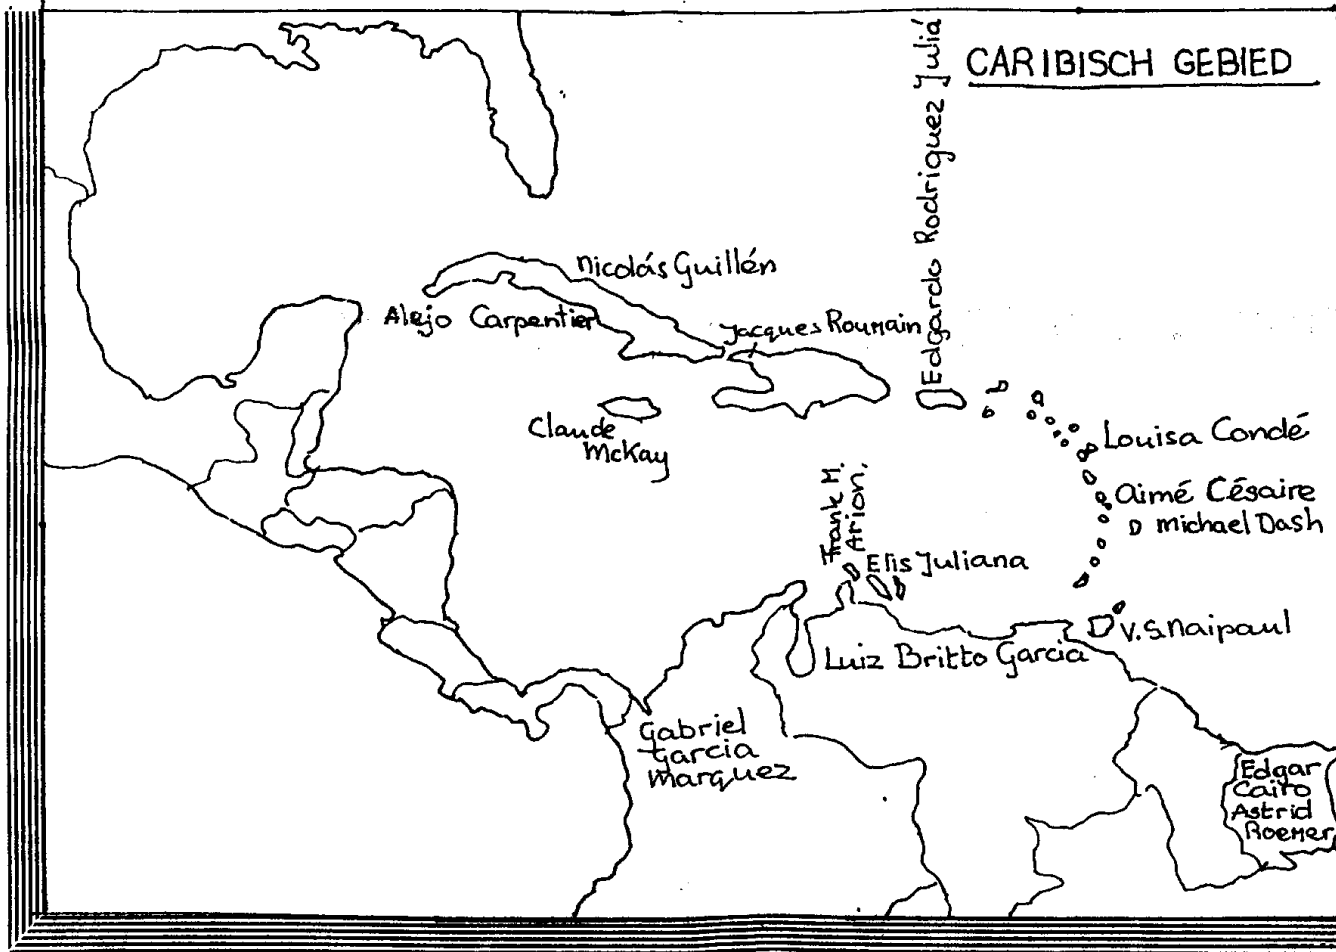 CARIBISCH GEBIED
Edgardo Rodriguez Juliá
Nicolás Guillén
Alejo Carpentier
Jacques Roumain
Claude
McKay
Louisa Condé
Aimé Césaire
D Michael Dash
Frank M.
Arion.
Elis Juliana
V.S. Naipaul
Luiz Britto Garcia
Gabriel
Garcia
Marquez
Edgar
Cairo
Astrid
Roemer